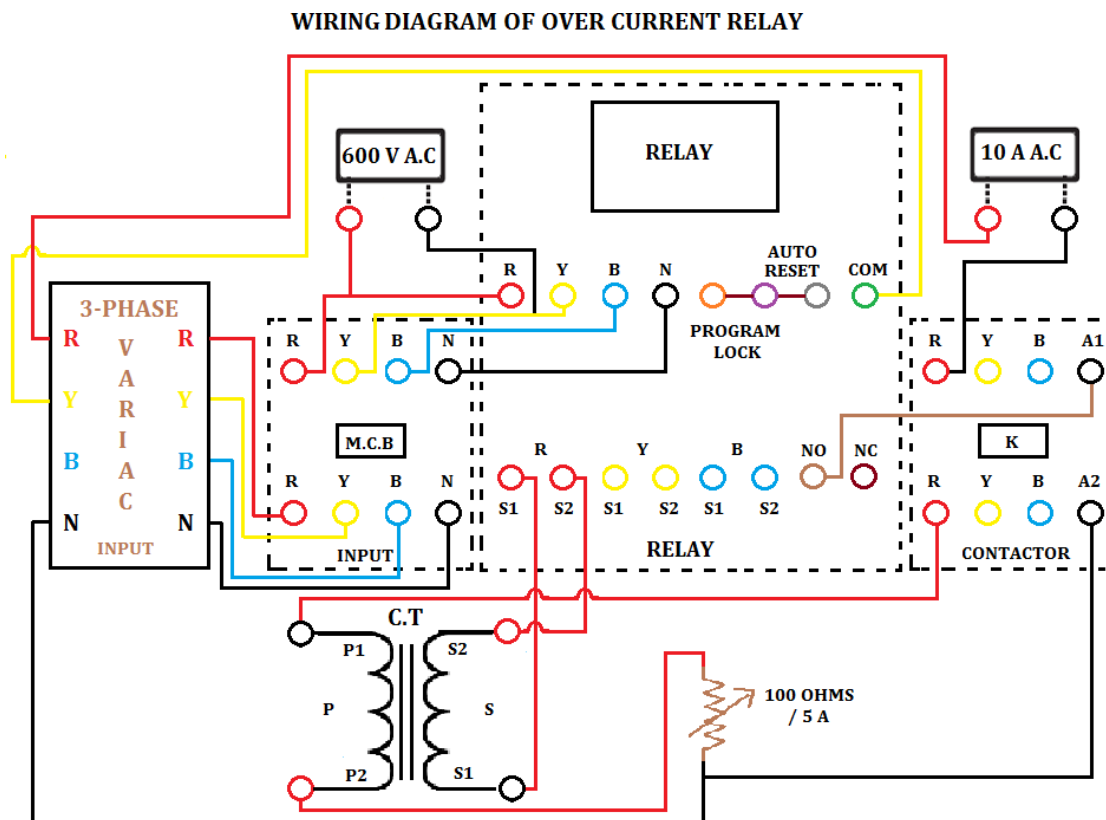 WIRING DIAGRAM OF OVER CURRENT RELAY
600 V A.C
RELAY
10 A A.C
R Y B N
AUTO
RESET
COM
PROGRAM
LOCK
3-PHASE
VARIAC
R R
Y Y
B B
N N
INPUT
R Y B N
M.C.B
R Y B N
INPUT
R Y B NO NC
S1 S2 S1 S2 S1 S2
RELAY
R Y B A1
K
R Y B A2
CONTACTOR
C.T
P1 S2
P S
P2 S1
100 OHMS
/ 5 A